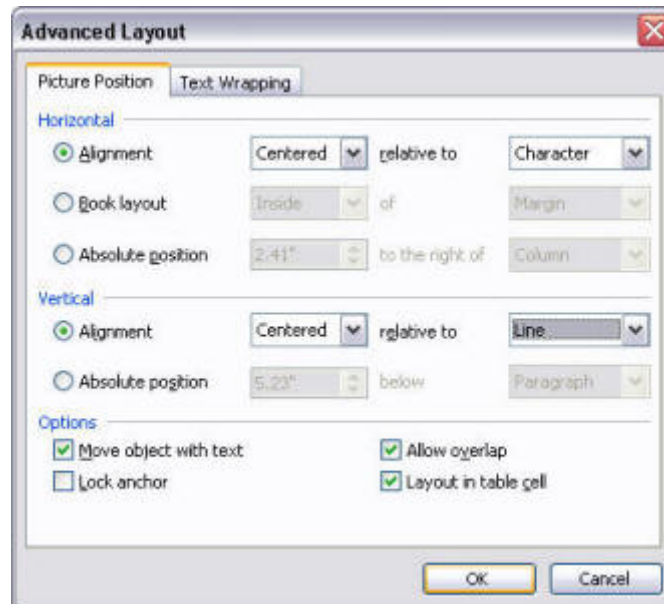 Advanced Layout
Picture Position Text Wrapping
Horizontal
Alignment Centered relative to Character
Book layout Inside of Margin
Absolute position 2.41" to the right of Column
Vertical
Alignment Centered relative to Line
Absolute position 5.23" below Paragraph
Options
Move object with text Allow overlap
Lock anchor Layout in table cell
OK Cancel